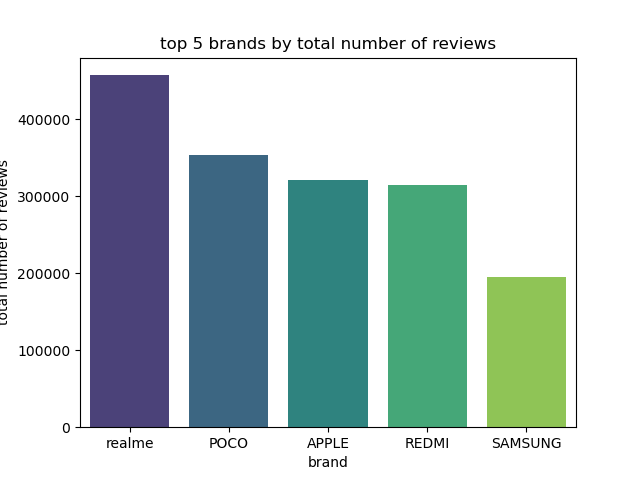 top 5 brands by total number of reviews
total number of reviews
400000
300000
200000
100000
0
realme POCO APPLE REDMI SAMSUNG
brand